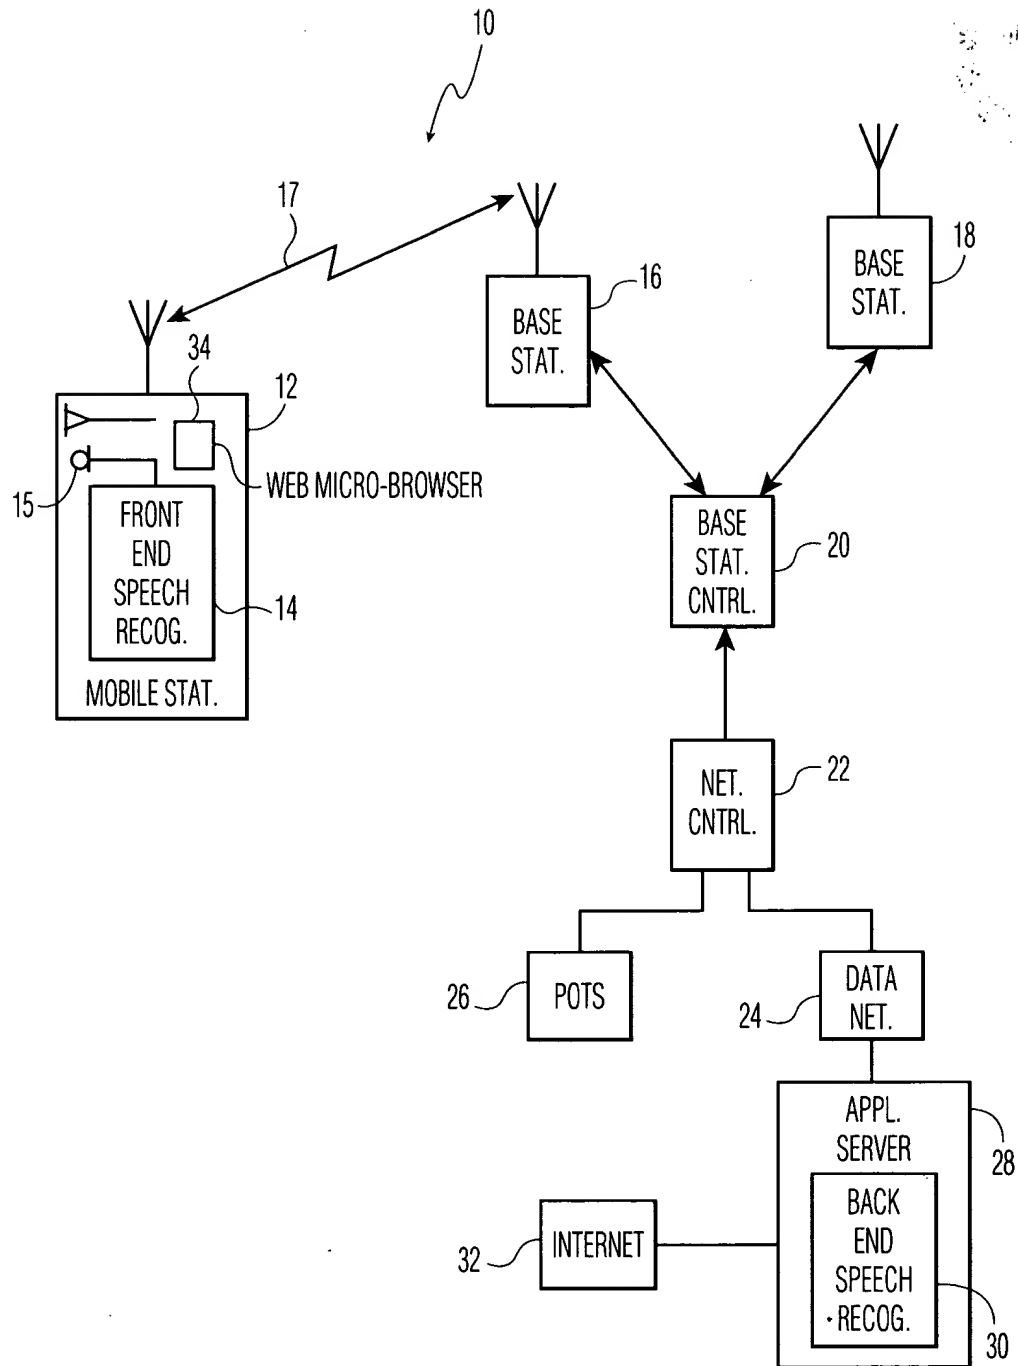 10
17
16
BASE
STAT.
18
BASE
STAT.
34
12
15
WEB MICRO-BROWSER
FRONT
END
SPEECH
RECOG.
14
MOBILE STAT.
BASE
STAT.
CNTRL.
20
NET.
CNTRL.
22
26
POTS
24
DATA
NET.
APPL.
SERVER
28
32
INTERNET
BACK
END
SPEECH
RECOG.
30